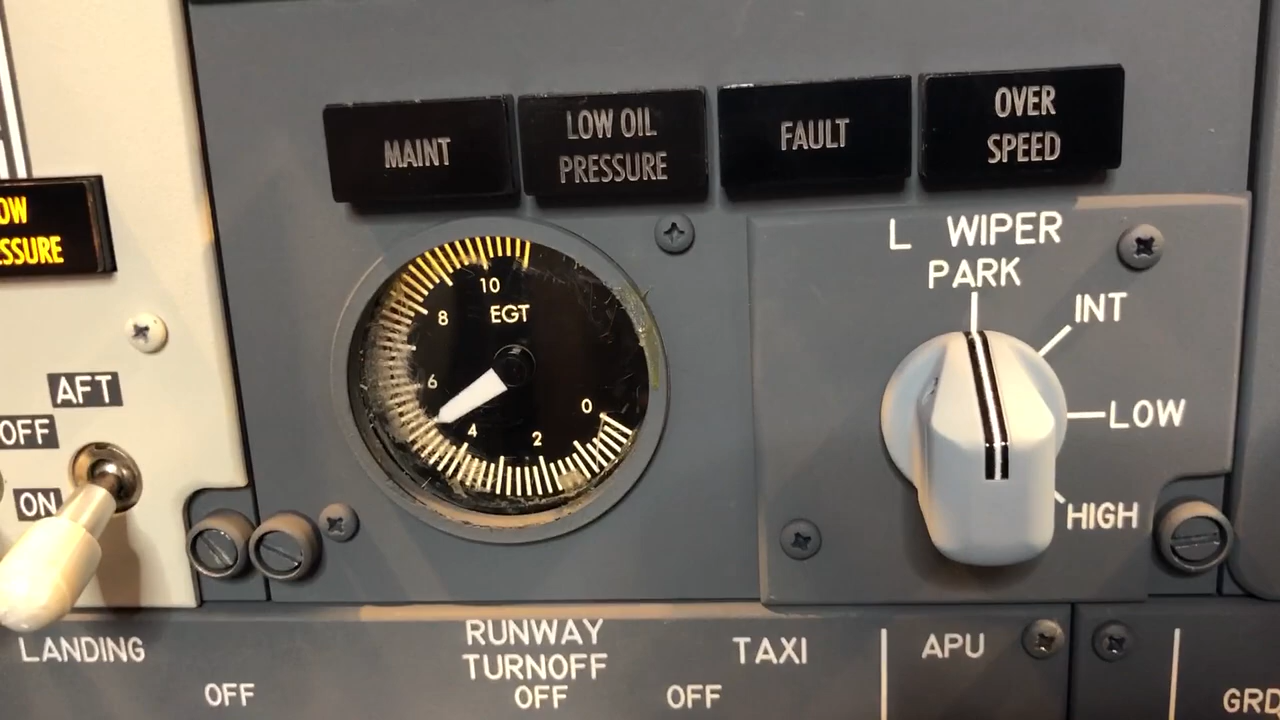 MAINT
LOW OIL
PRESSURE
FAULT
OVER
SPEED
OW
SSURE
L WIPER
PARK
INT
LOW
HIGH
10
8
EGT
6
4
2
0
AFT
OFF
ON
LANDING
OFF
RUNWAY
TURNOFF
OFF
TAXI
OFF
APU
GRD